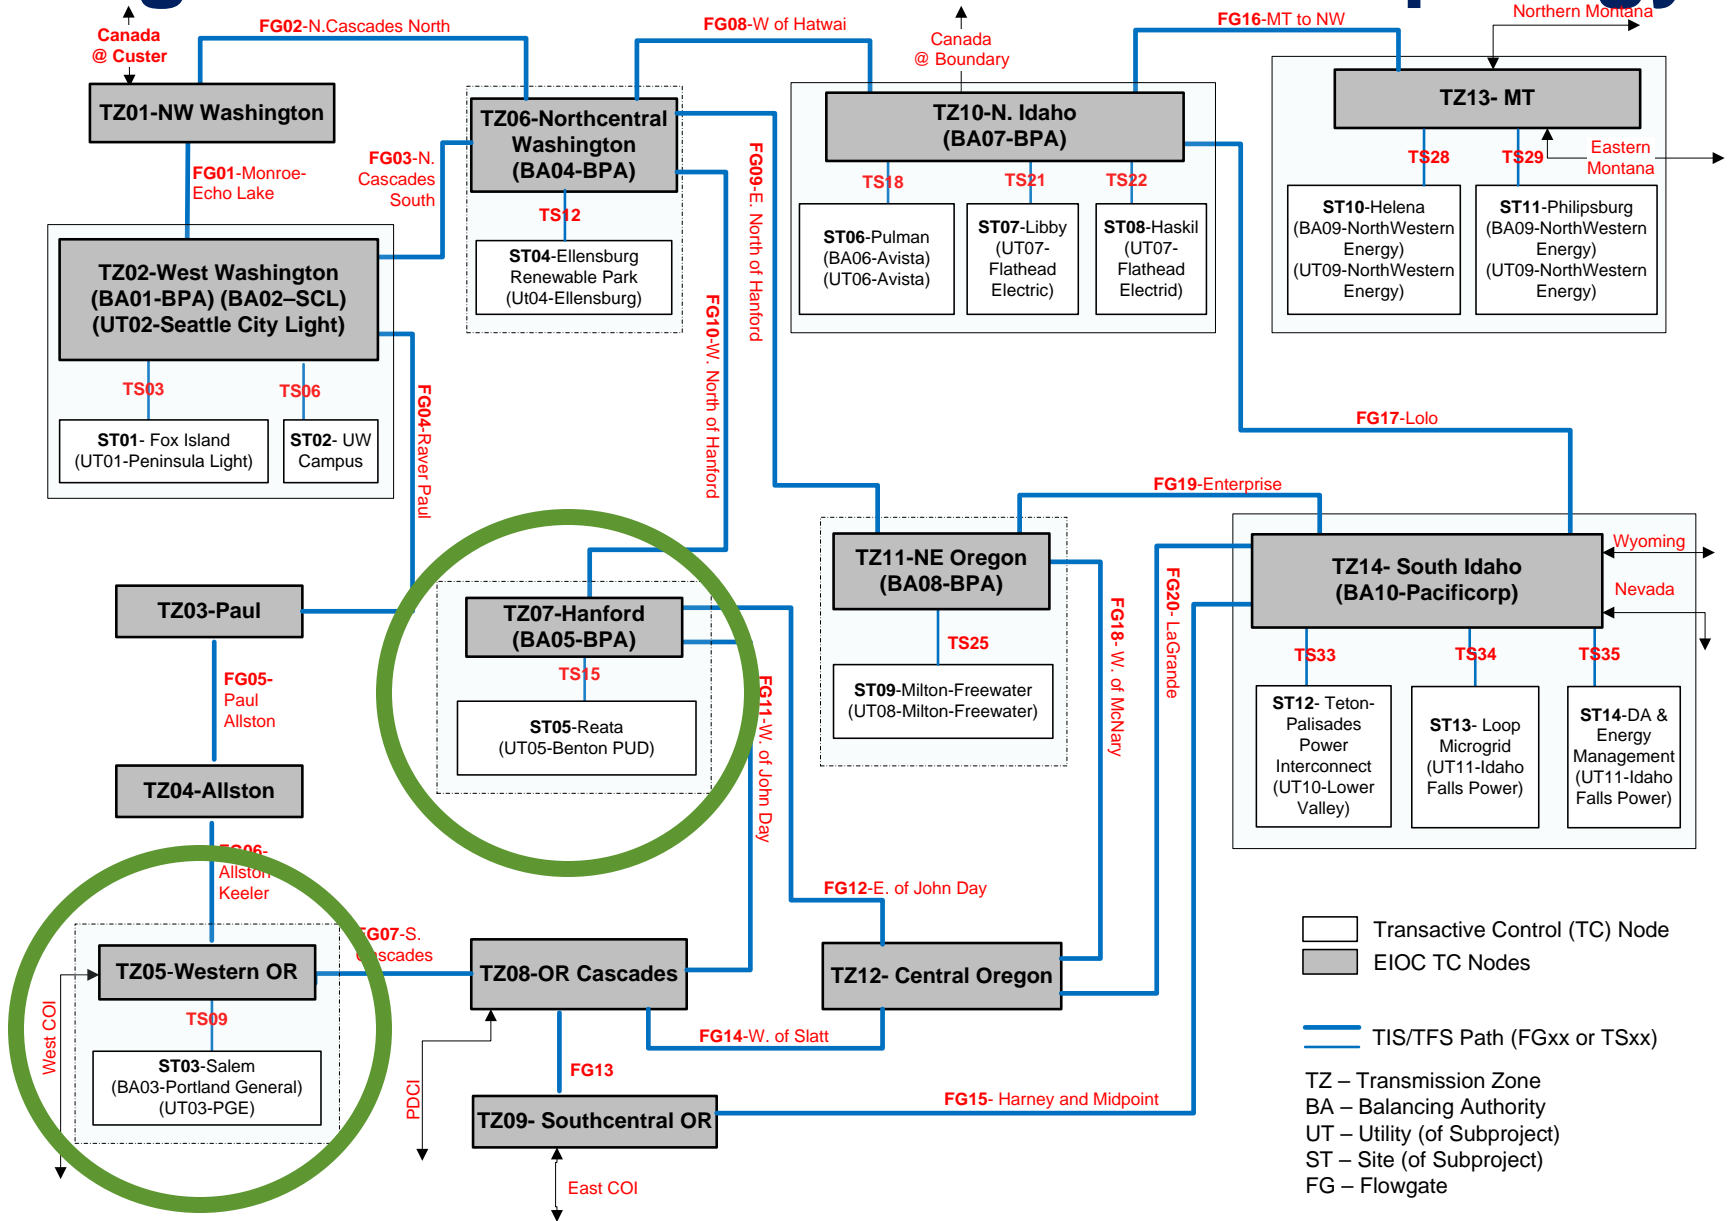 Canada
@ Custer
FG02-N.Cascades North
FG08-W of Hatwai
Canada
@ Boundary
FG16-MT to NW
Northern Montana
TZ01-NW Washington
TZ06-Northcentral
Washington
(BA04-BPA)
TZ10-N. Idaho
(BA07-BPA)
TZ13- MT
FG01-Monroe-
Echo Lake
FG03-N.
Cascades
South
TS12
FG09-E. North of Hanford
TS18
TS21
TS22
TS28
TS29
Eastern
Montana
ST04-Ellensburg
Renewable Park
(Ut04-Ellensburg)
ST06-Pulman
(BA06-Avista)
(UT06-Avista)
ST07-Libby
(UT07-
Flathead
Electric)
ST08-Haskil
(UT07-
Flathead
Electrid)
ST10-Helena
(BA09-NorthWestern
Energy)
(UT09-NorthWestern
Energy)
ST11-Philipsburg
(BA09-NorthWestern
Energy)
(UT09-NorthWestern
Energy)
TZ02-West Washington
(BA01-BPA) (BA02–SCL)
(UT02-Seattle City Light)
TS03
TS06
ST01- Fox Island
(UT01-Peninsula Light)
ST02- UW
Campus
FG04-Raver Paul
FG10-W. North of Hanford
FG17-Lolo
FG19-Enterprise
TZ03-Paul
TZ07-Hanford
(BA05-BPA)
TS15
ST05-Reata
(UT05-Benton PUD)
TZ11-NE Oregon
(BA08-BPA)
TS25
ST09-Milton-Freewater
(UT08-Milton-Freewater)
TZ14- South Idaho
(BA10-Pacificorp)
Wyoming
Nevada
TS33
TS34
TS35
ST12- Teton-
Palisades
Power
Interconnect
(UT10-Lower
Valley)
ST13- Loop
Microgrid
(UT11-Idaho
Falls Power)
ST14-DA &
Energy
Management
(UT11-Idaho
Falls Power)
FG05-
Paul
Allston
FG11-W. of John Day
FG18- W. of McNary
FG20- LaGrande
TZ04-Allston
FG06-
Allston
Keeler
FG12-E. of John Day
TZ05-Western OR
FG07-S.
Cascades
TZ08-OR Cascades
TZ12- Central Oregon
TS09
ST03-Salem
(BA03-Portland General)
(UT03-PGE)
West COI
PDCI
FG14-W. of Slatt
FG13
FG15- Harney and Midpoint
TZ09- Southcentral OR
East COI
Transactive Control (TC) Node
EIOC TC Nodes
TIS/TFS Path (FGxx or TSxx)
TZ – Transmission Zone
BA – Balancing Authority
UT – Utility (of Subproject)
ST – Site (of Subproject)
FG – Flowgate